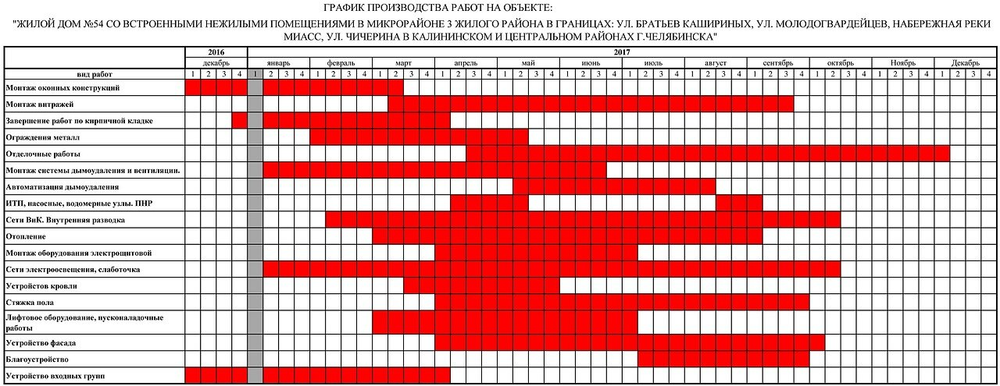 ГРАФИК ПРОИЗВОДСТВА РАБОТ НА ОБЪЕКТЕ:
"ЖИЛОЙ ДОМ №54 СО ВСТРОЕННЫМИ НЕЖИЛЫМИ ПОМЕЩЕНИЯМИ В МИКРОРАЙОНЕ 3 ЖИЛОГО РАЙОНА В ГРАНИЦАХ: УЛ. БРАТЬЕВ КАШИРИНЫХ, УЛ. МОЛОДОГВАРДЕЙЦЕВ, НАБЕРЕЖНАЯ РЕКИ
МИАСС, УЛ. ЧИЧЕРИНА В КАЛИНИНСКОМ И ЦЕНТРАЛЬНОМ РАЙОНАХ Г.ЧЕЛЯБИНСКА"
2016 2017
декабрь январь февраль март апрель май июнь июль август сентябрь октябрь Ноябрь Декабрь
вид работ 1 2 3 4 1 2 3 4 1 2 3 4 1 2 3 4 1 2 3 4 1 2 3 4 1 2 3 4 1 2 3 4 1 2 3 4 1 2 3 4 1 2 3 4 1 2 3 4 1 2 3 4
Монтаж оконных конструкций
Монтаж витражей
Завершение работ по кирпичной кладке
Ограждения металл
Отделочные работы
Монтаж системы дымоудаления и вентиляции.
Автоматизация дымоудаления
ИТП, насосные, водомерные узлы. ПНР
Сети ВиК. Внутренняя разводка
Отопление
Монтаж оборудования электрощитовой
Сети электроосвещения, слаботочка
Устройстов кровли
Стяжка пола
Лифтовое оборудование, пусконаладочные
работы
Устройство фасада
Благоустройство
Устройство входных групп